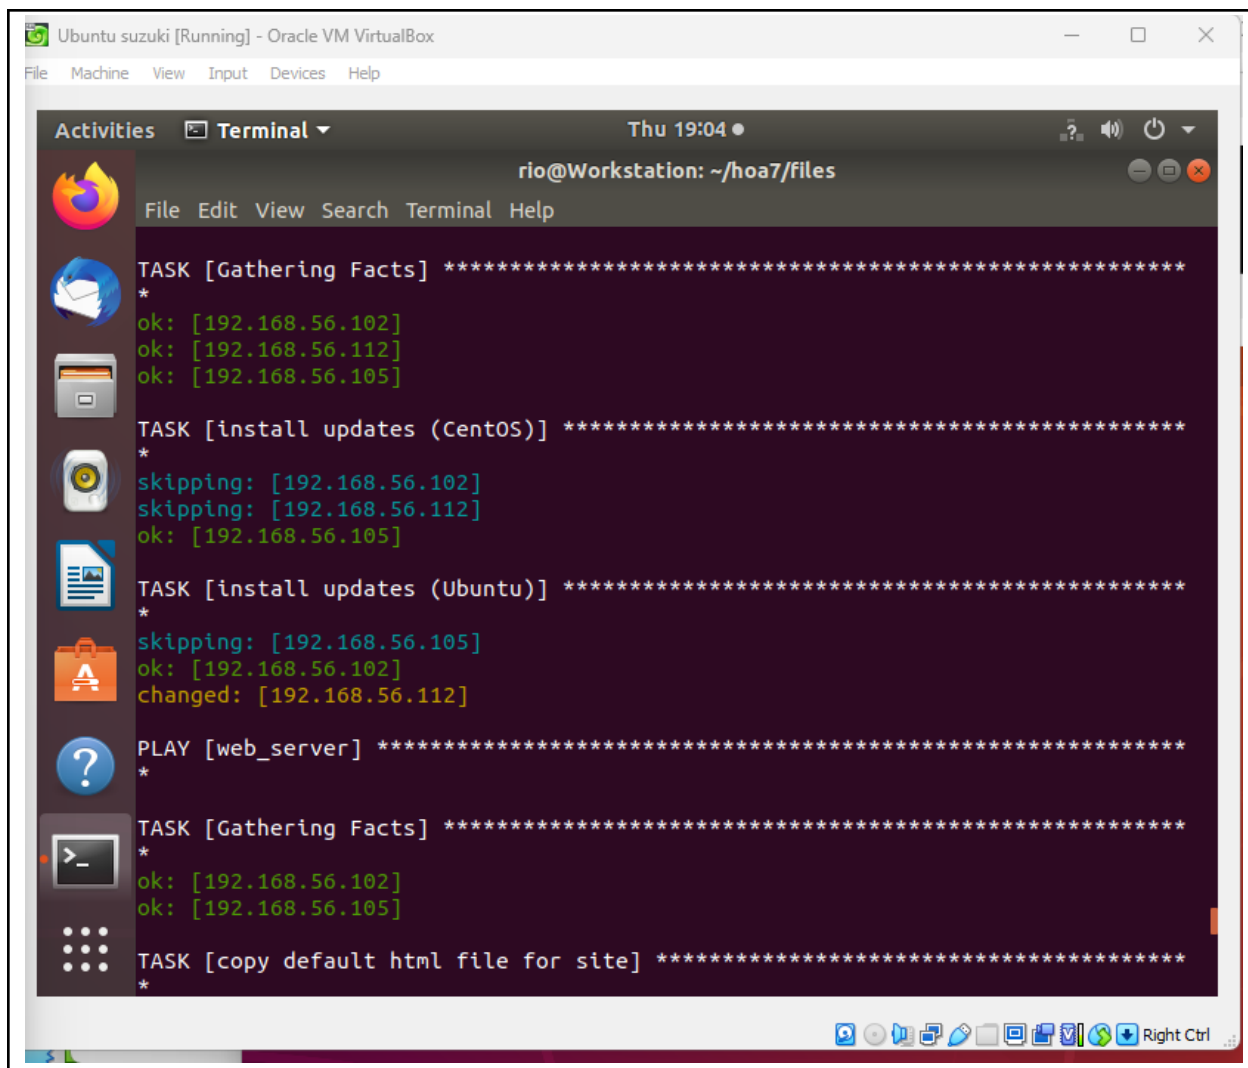 Ubuntu suzuki [Running] - Oracle VM VirtualBox
File Machine View Input Devices Help
Activities Terminal Thu 19:04
rio@Workstation: ~/hoa7/files
File Edit View Search Terminal Help
TASK [Gathering Facts] ********************************************************
*
ok: [192.168.56.102]
ok: [192.168.56.112]
ok: [192.168.56.105]
TASK [install updates (CentOS)] ***********************************************
*
skipping: [192.168.56.102]
skipping: [192.168.56.112]
ok: [192.168.56.105]
TASK [install updates (Ubuntu)] ***********************************************
*
skipping: [192.168.56.105]
ok: [192.168.56.102]
changed: [192.168.56.112]
PLAY [web_server] *************************************************************
*
TASK [Gathering Facts] ********************************************************
*
ok: [192.168.56.102]
ok: [192.168.56.105]
TASK [copy default html file for site] ****************************************
*
Right Ctrl